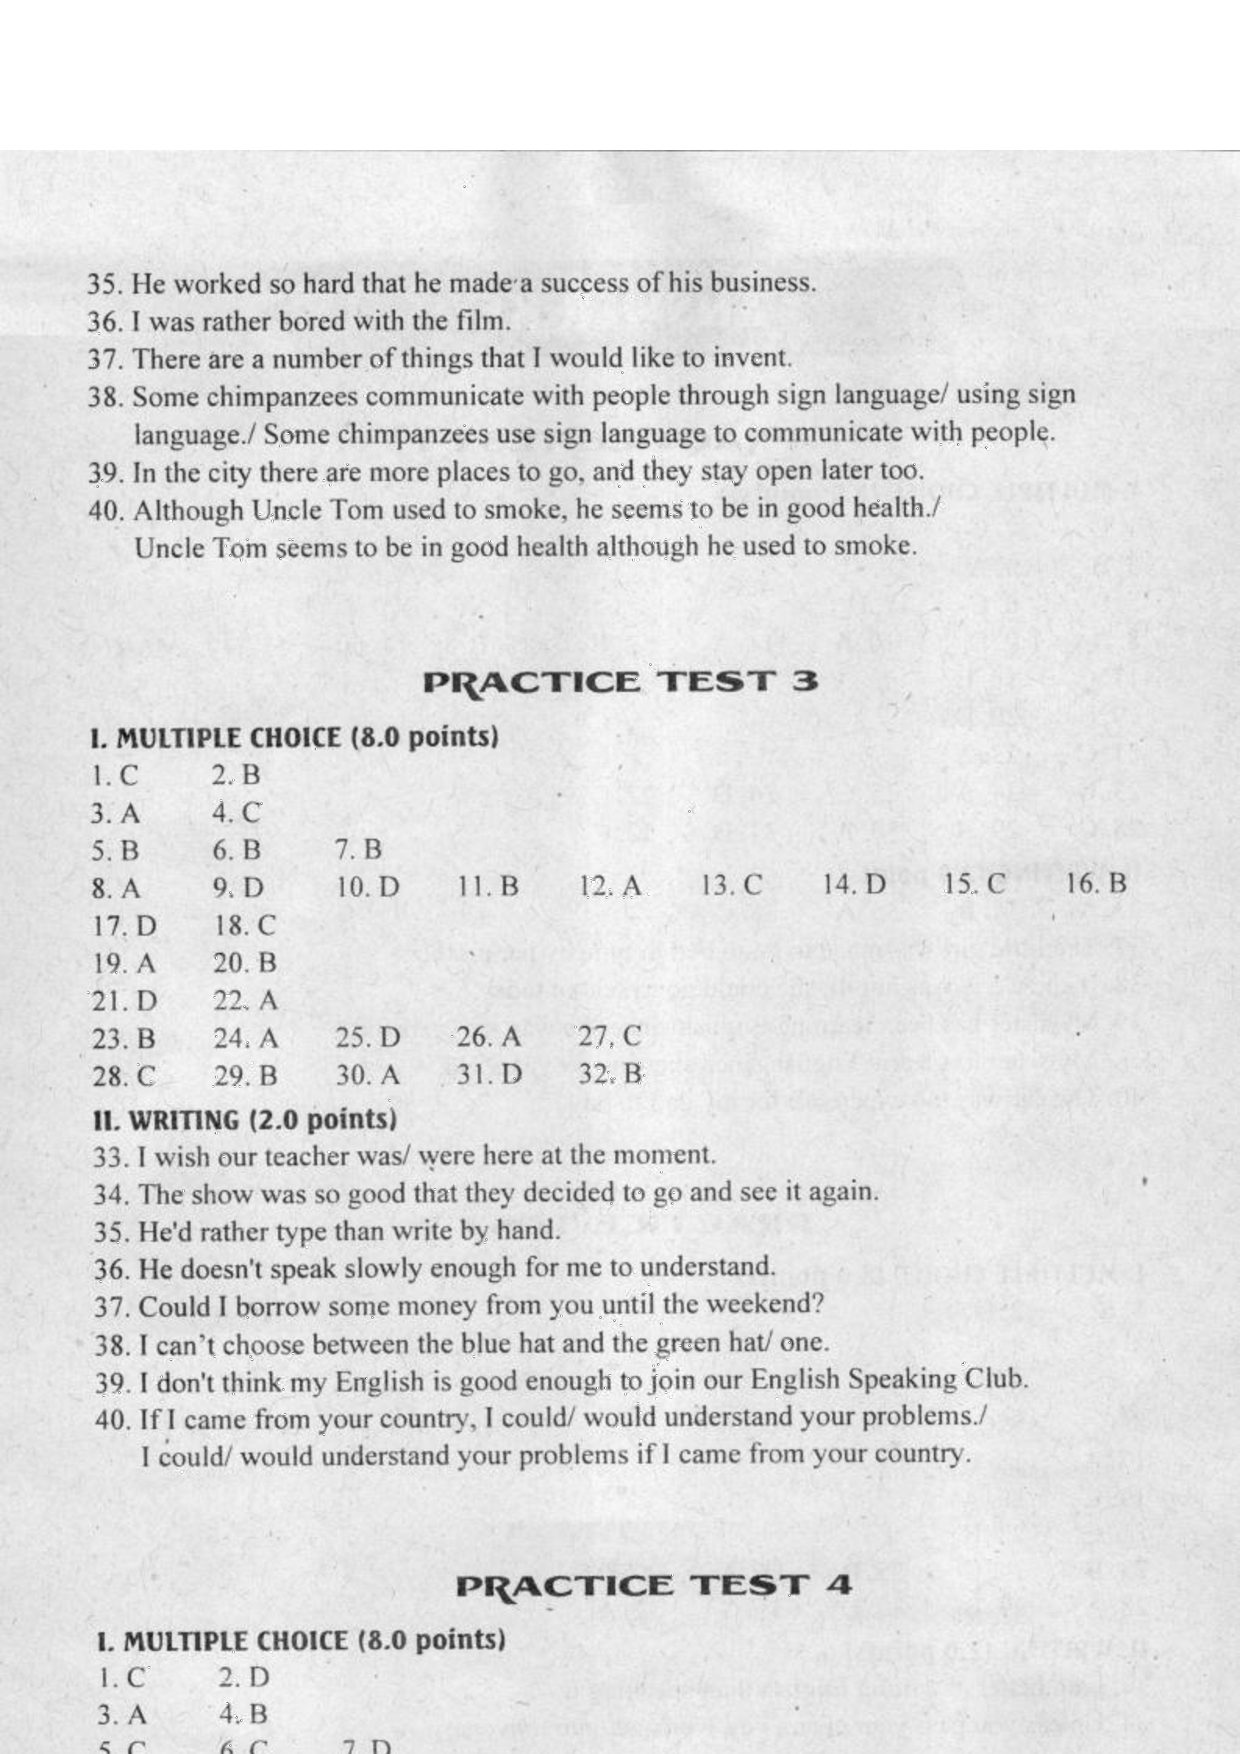 35. He worked so hard that he made a success of his business.
36. I was rather bored with the film.
37. There are a number of things that I would like to invent.
38. Some chimpanzees communicate with people through sign language/ using sign
language./ Some chimpanzees use sign language to communicate with people.
39. In the city there are more places to go, and they stay open later too.
40. Although Uncle Tom used to smoke, he seems to be in good health./
Uncle Tom seems to be in good health although he used to smoke.
PRACTICE TEST 3
I. MULTIPLE CHOICE (8.0 points)
1. C 2. B
3. A 4. C
5. B 6. B 7. B
8. A 9. D 10. D 11. B 12. A 13. C 14. D 15. C 16. B
17. D 18. C
19. A 20. B
21. D 22. A
23. B 24. A 25. D 26. A 27. C
28. C 29. B 30. A 31. D 32. B
II. WRITING (2.0 points)
33. I wish our teacher was/ were here at the moment.
34. The show was so good that they decided to go and see it again.
35. He'd rather type than write by hand.
36. He doesn't speak slowly enough for me to understand.
37. Could I borrow some money from you until the weekend?
38. I can't choose between the blue hat and the green hat/ one.
39. I don't think my English is good enough to join our English Speaking Club.
40. If I came from your country, I could/ would understand your problems./
I could/ would understand your problems if I came from your country.
PRACTICE TEST 4
I. MULTIPLE CHOICE (8.0 points)
1. C 2. D
3. A 4. B
5. C 6. C 7. D